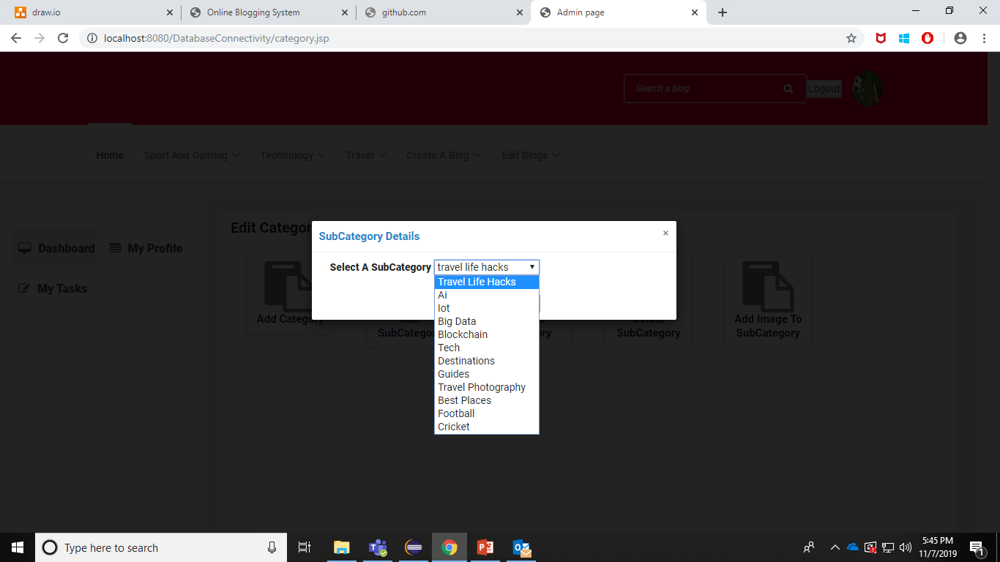 draw.io
Online Blogging System
github.com
Admin page
localhost:8080/DatabaseConnectivity/category.jsp
Search a blog
Logout
Home
Sport And Gaming
Technology
Travel
Create A Blog
Edit Blogs
Dashboard
My Profile
My Tasks
Edit Categor
SubCategory Details
×
Select A SubCategory
travel life hacks
Travel Life Hacks
Ai
Iot
Big Data
Blockchain
Tech
Destinations
Guides
Travel Photography
Best Places
Football
Cricket
Add Category
Add
SubCatego
ory
Delete
SubCategory
Add Image To
SubCategory
Type here to search
5:45 PM
11/7/2019
1